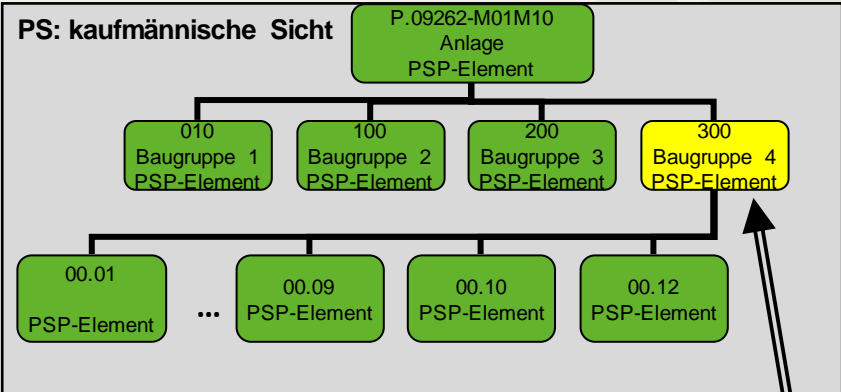 PS: kaufmännische Sicht
P.09262-M01M10
Anlage
PSP-Element
010
Baugruppe 1
PSP-Element
100
Baugruppe 2
PSP-Element
200
Baugruppe 3
PSP-Element
300
Baugruppe 4
PSP-Element
00.01
PSP-Element
...
00.09
PSP-Element
00.10
PSP-Element
00.12
PSP-Element